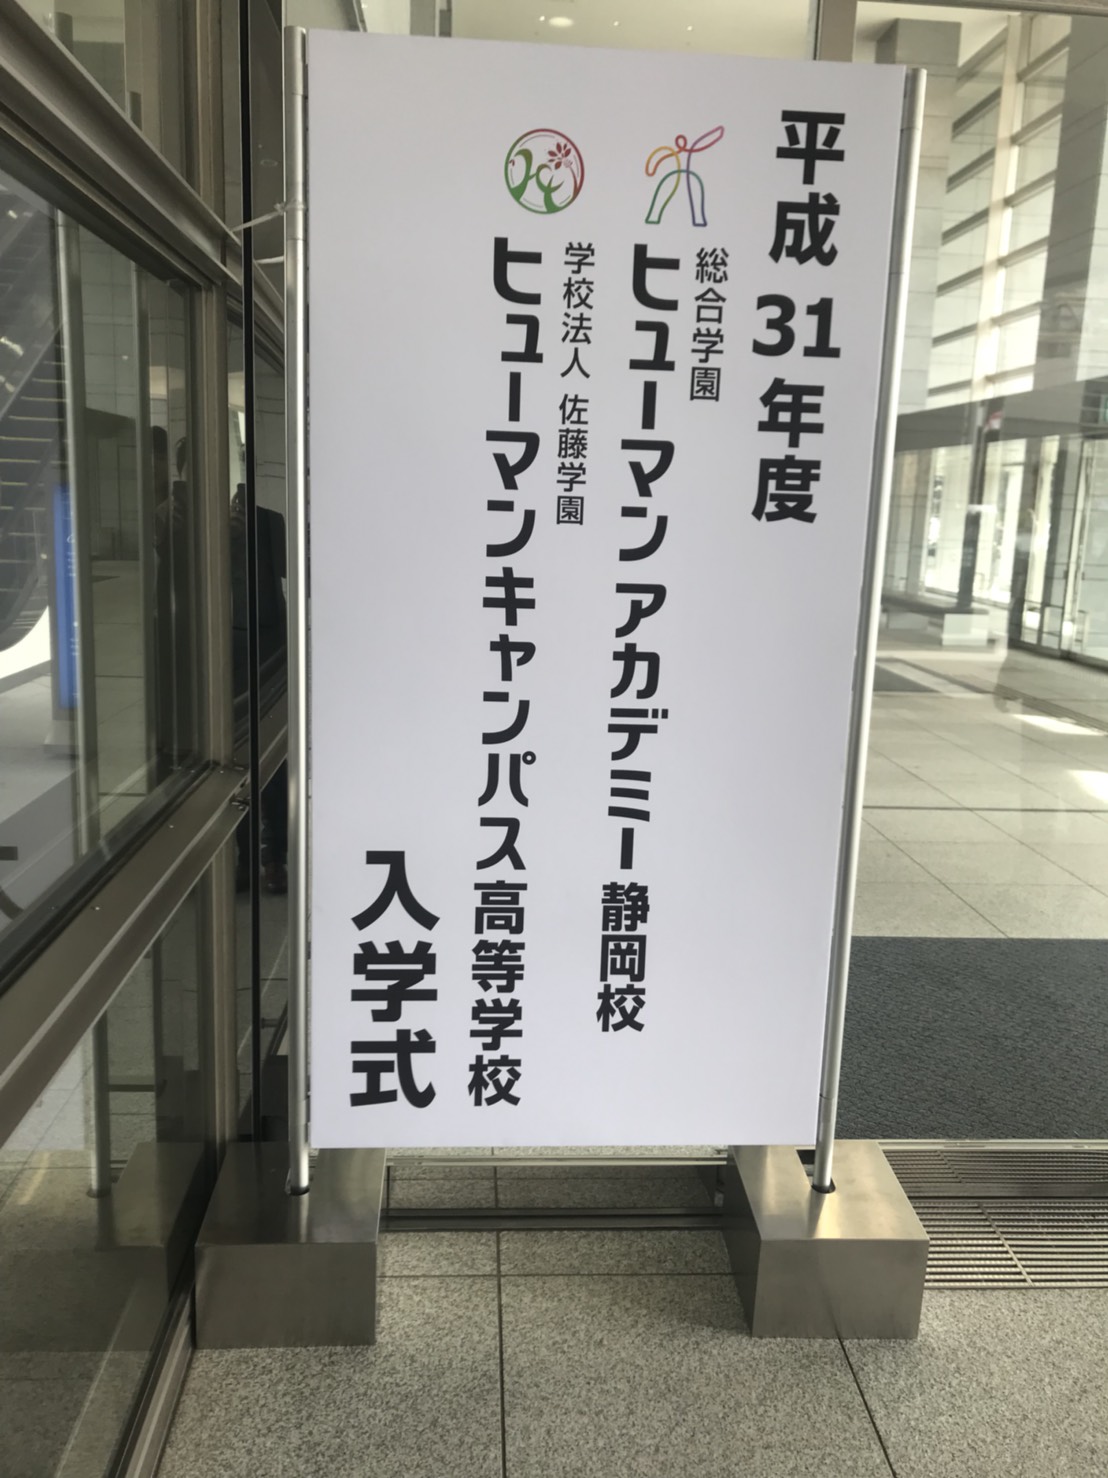 平成31年度
総合学園
ヒューマンアカデミー静岡校
学校法人 佐藤学園
ヒューマンキャンパス高等学校
入学式